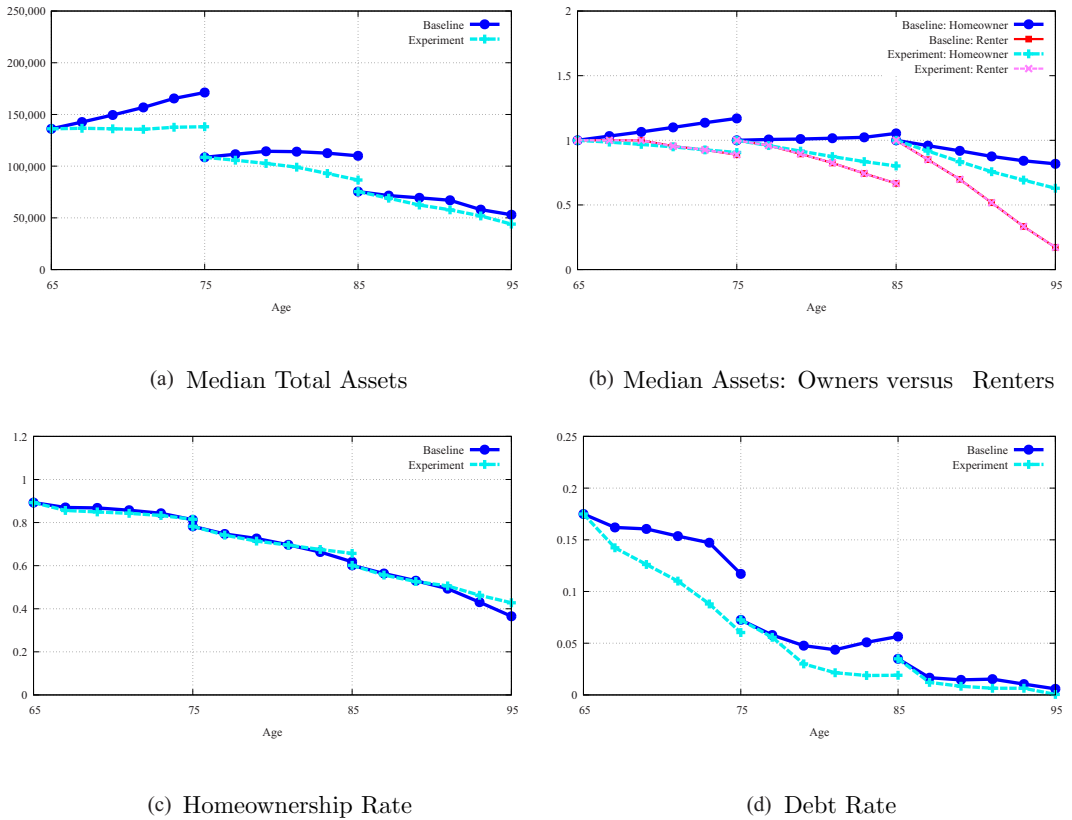 250,000
200,000
150,000
100,000
50,000
0
65
75
85
95
Age
Baseline
Experiment
(a) Median Total Assets
2
1.5
1
0.5
0
65
75
85
95
Age
Baseline: Homeowner
Baseline: Renter
Experiment: Homeowner
Experiment: Renter
(b) Median Assets: Owners versus Renters
1.2
1
0.8
0.6
0.4
0.2
0
65
75
85
95
Age
Baseline
Experiment
(c) Homeownership Rate
0.25
0.2
0.15
0.1
0.05
0
65
75
85
95
Age
Baseline
Experiment
(d) Debt Rate